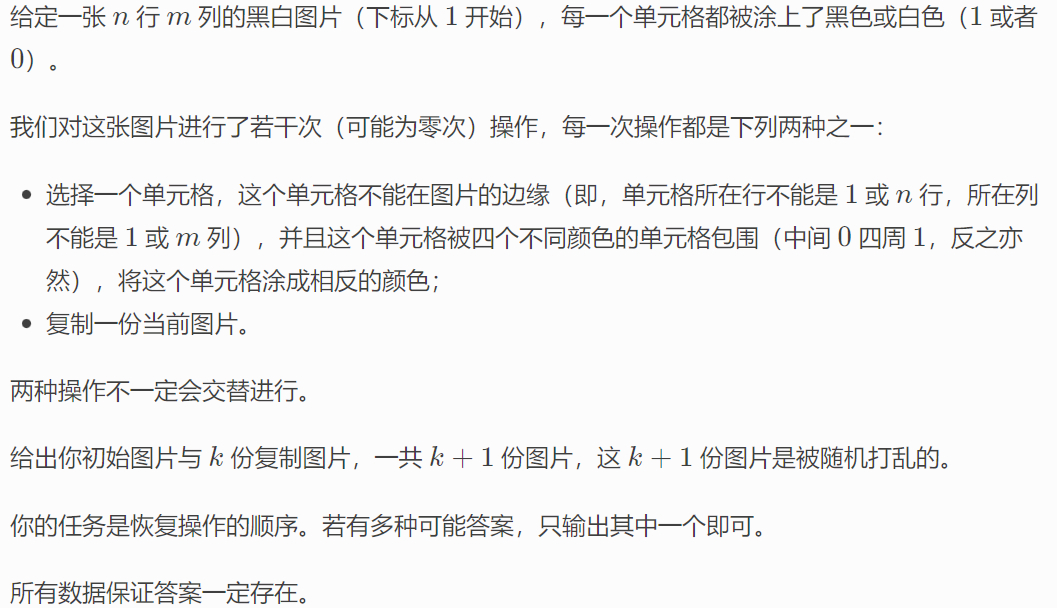 给定一张 n 行 m 列的黑白图片（下标从 1 开始），每一个单元格都被涂上了黑色或白色（1 或者
0）。
我们对这张图片进行了若干次（可能为零次）操作，每一次操作都是下列两种之一：
• 选择一个单元格，这个单元格不能在图片的边缘（即，单元格所在行不能是 1 或 n 行，所在列
不能是 1 或 m 列），并且这个单元格被四个不同颜色的单元格包围（中间 0 四周 1，反之亦
然），将这个单元格涂成相反的颜色；
• 复制一份当前图片。
两种操作不一定会交替进行。
给出你初始图片与 k 份复制图片，一共 k + 1 份图片，这 k + 1 份图片是被随机打乱的。
你的任务是恢复操作的顺序。若有多种可能答案，只输出其中一个即可。
所有数据保证答案一定存在。